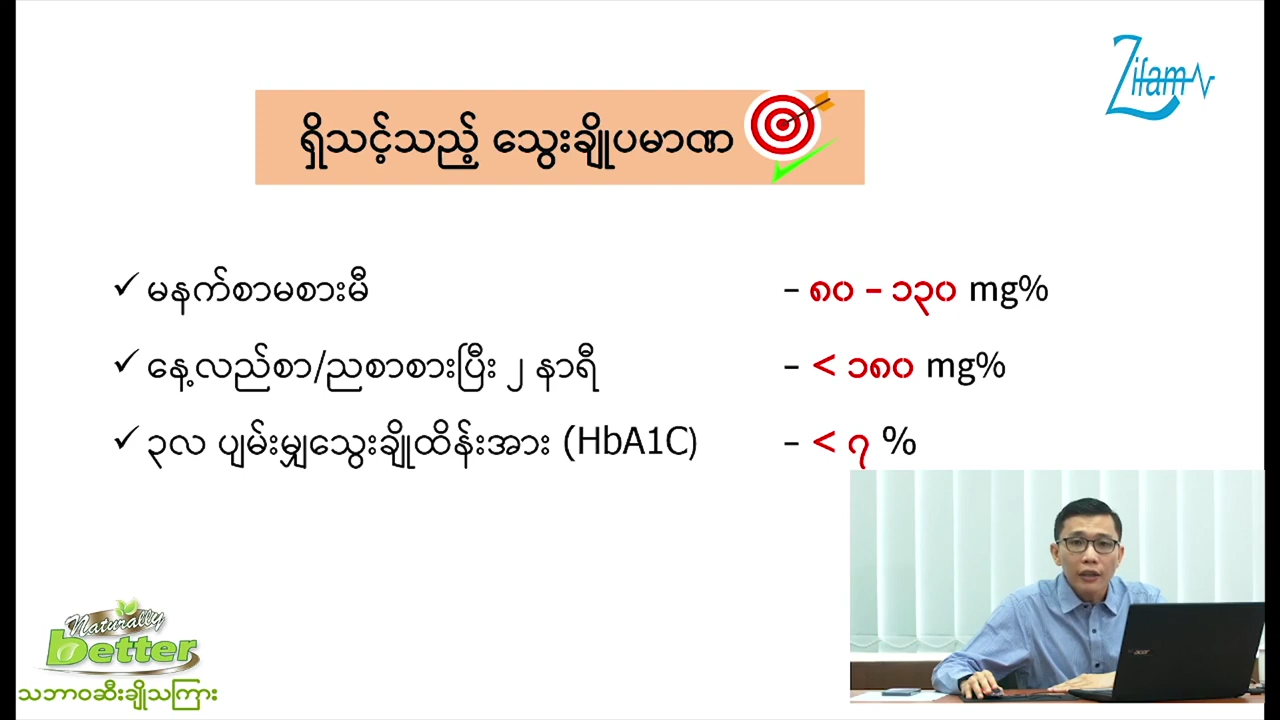 Zifam
ရှိသင့်သည့် သွေးချိုပမာဏ
✓ မနက်စာမစားမီ – ၈၀ – ၁၃၀ mg%
✓ နေ့လည်စာ/ညစာစားပြီး ၂ နာရီ – < ၁၈၀ mg%
✓ ၃လ ပျမ်းမျှသွေးချိုထိန်းအား (HbA1C) – < ၇ %
Naturally
better
သဘာဝဆီးချိုသကြား
acer